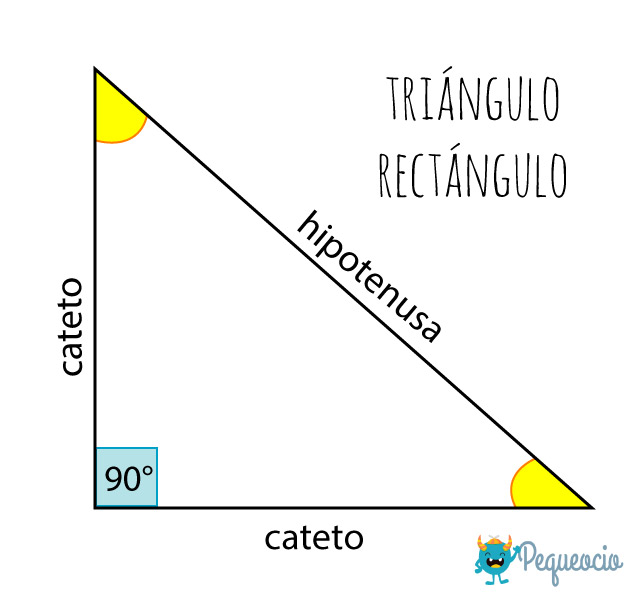 TRIÁNGULO
RECTÁNGULO
hipotenusa
cateto
90°
cateto
Pequeocio